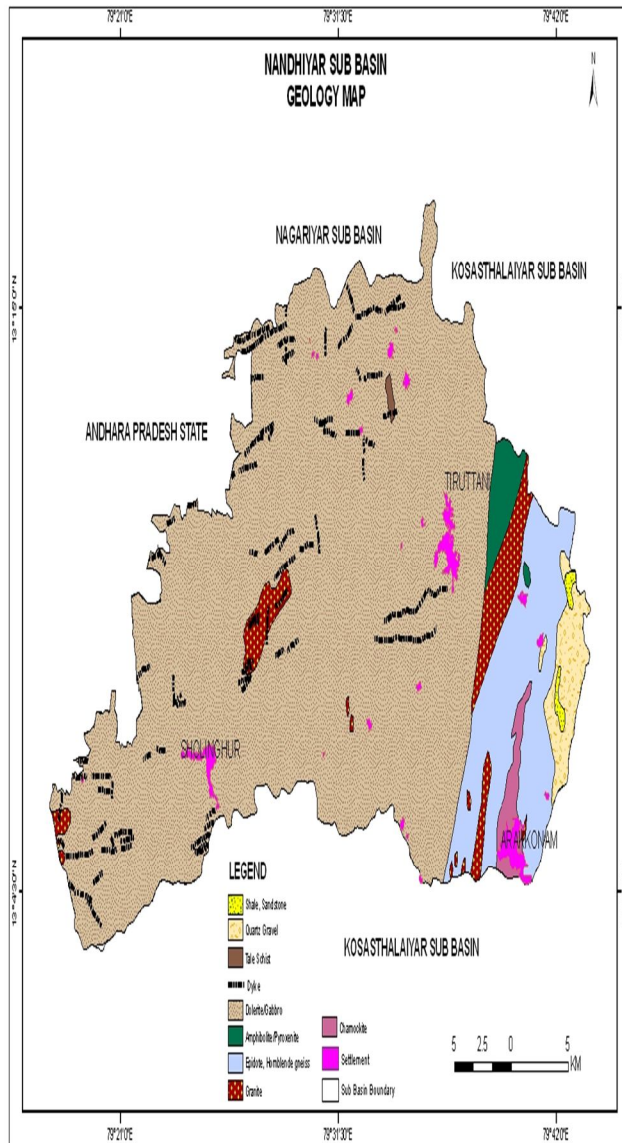 79°21'0"E 79°31'30"E 79°42'0"E
NANDHIYAR SUB BASIN
GEOLOGY MAP
N
NAGARIYAR SUB BASIN
KOSASTHALAIYAR SUB BASIN
13°15'0"N
ANDHARA PRADESH STATE
TIRUTTANI
SHOLINGHUR
ARAKKONAM
13°4'30"N
LEGEND
Shale, Sandstone
Quartz Gravel
Talc Schist
Dyke
Dolerite/Gabbro
Amphibolite/Pyroxenite
Epidote, Hornblende gneiss
Granite
Charnockite
Settlement
Sub Basin Boundary
KOSASTHALAIYAR SUB BASIN
5 2.5 0 5
KM
79°21'0"E 79°31'30"E 79°42'0"E